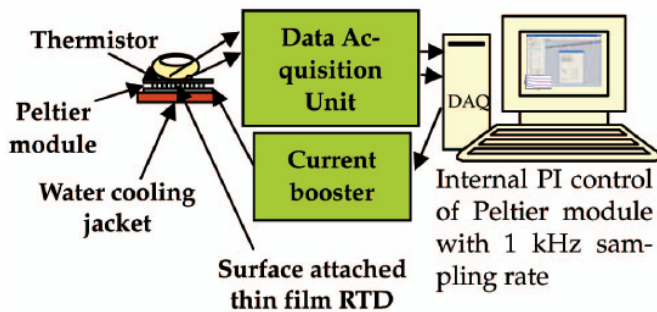 Thermistor
Peltier
module
Water cooling
jacket
Data Ac-
quisition
Unit
Current
booster
Surface attached
thin film RTD
DAQ
Internal PI control
of Peltier module
with 1 kHz sam-
pling rate